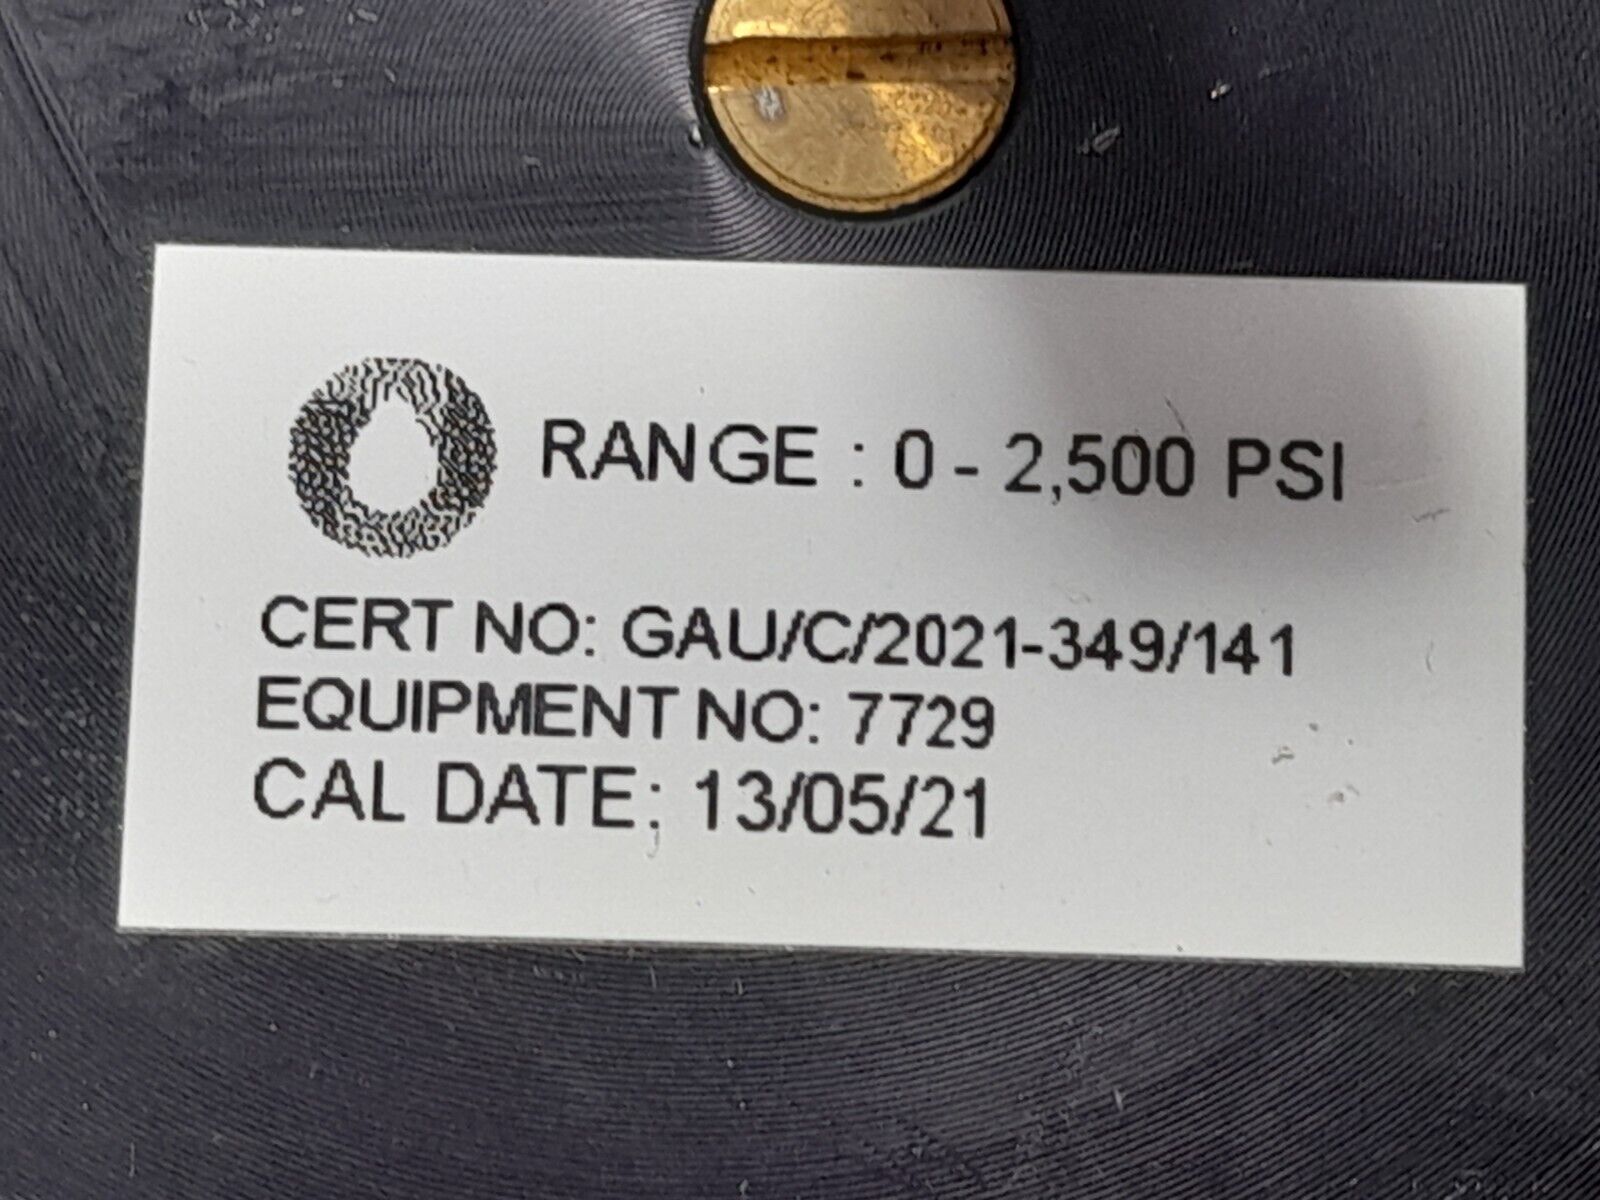 RANGE : 0 - 2,500 PSI
CERT NO: GAU/C/2021-349/141
EQUIPMENT NO: 7729
CAL DATE: 13/05/21